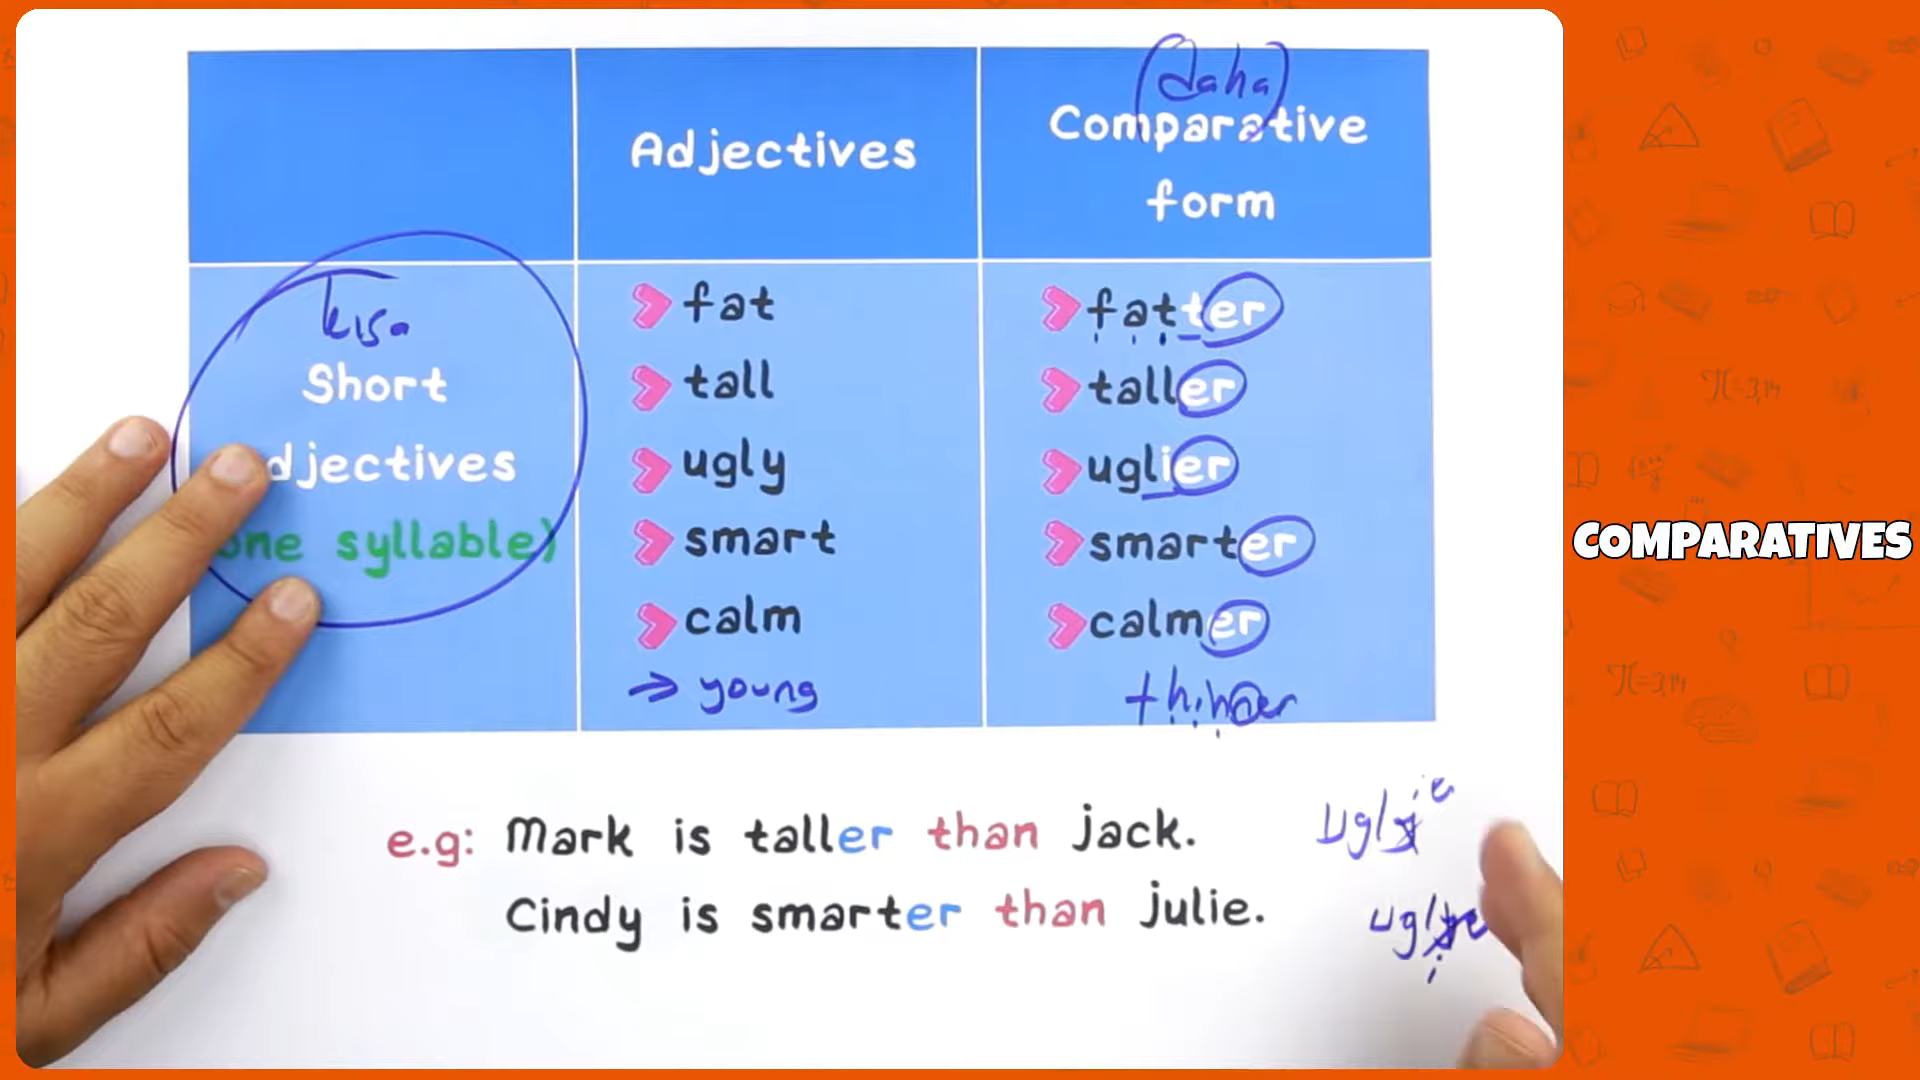 (daha)
Adjectives
Comparative
form
kısa
Short
djectives
one syllable)
fat
fatter
tall
taller
ugly
uglier
smart
smarter
calm
calmer
→ young
e.g: Mark is taller than jack.
Cindy is smarter than julie.
COMPARATIVES